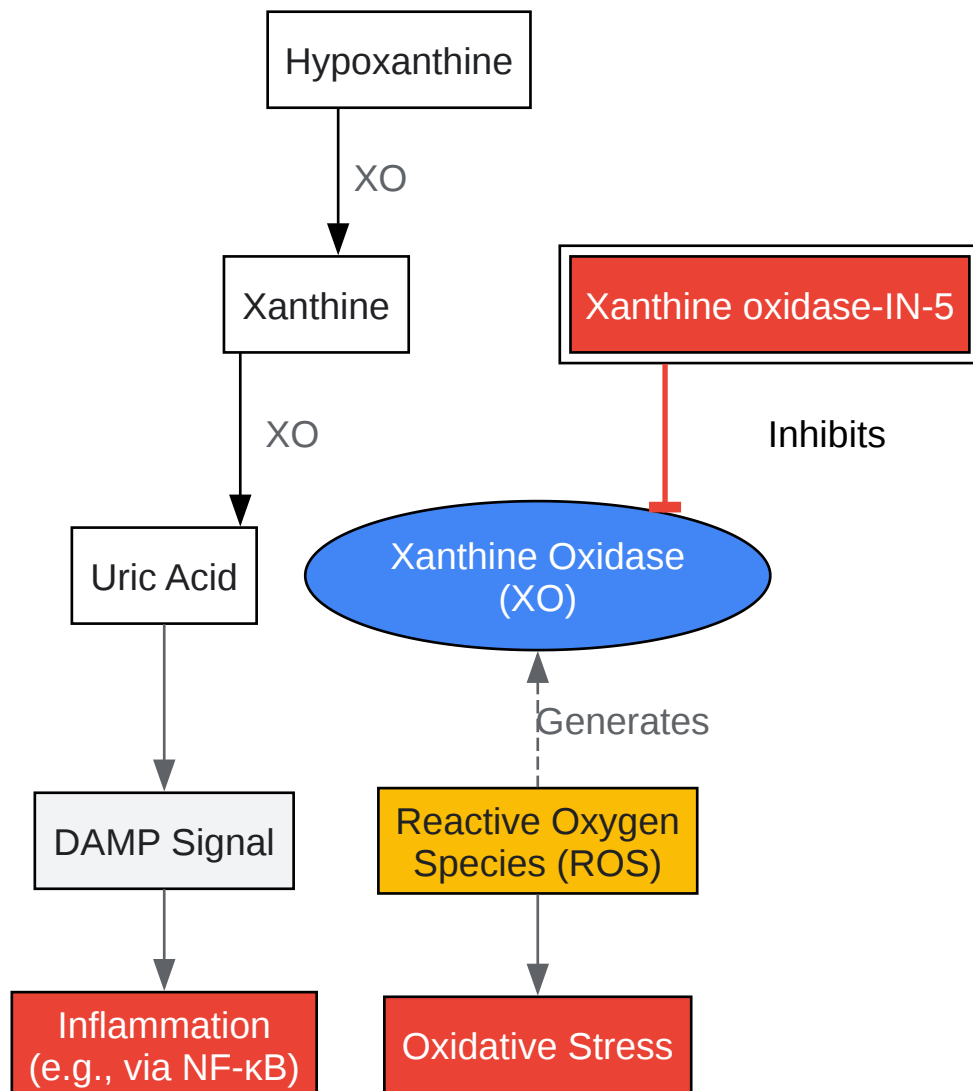 Hypoxanthine
XO
Xanthine
Xanthine oxidase-IN-5
XO
Inhibits
Uric Acid
Xanthine Oxidase
(XO)
Generates
DAMP Signal
Reactive Oxygen
Species (ROS)
Inflammation
(e.g., via NF-κB)
Oxidative Stress